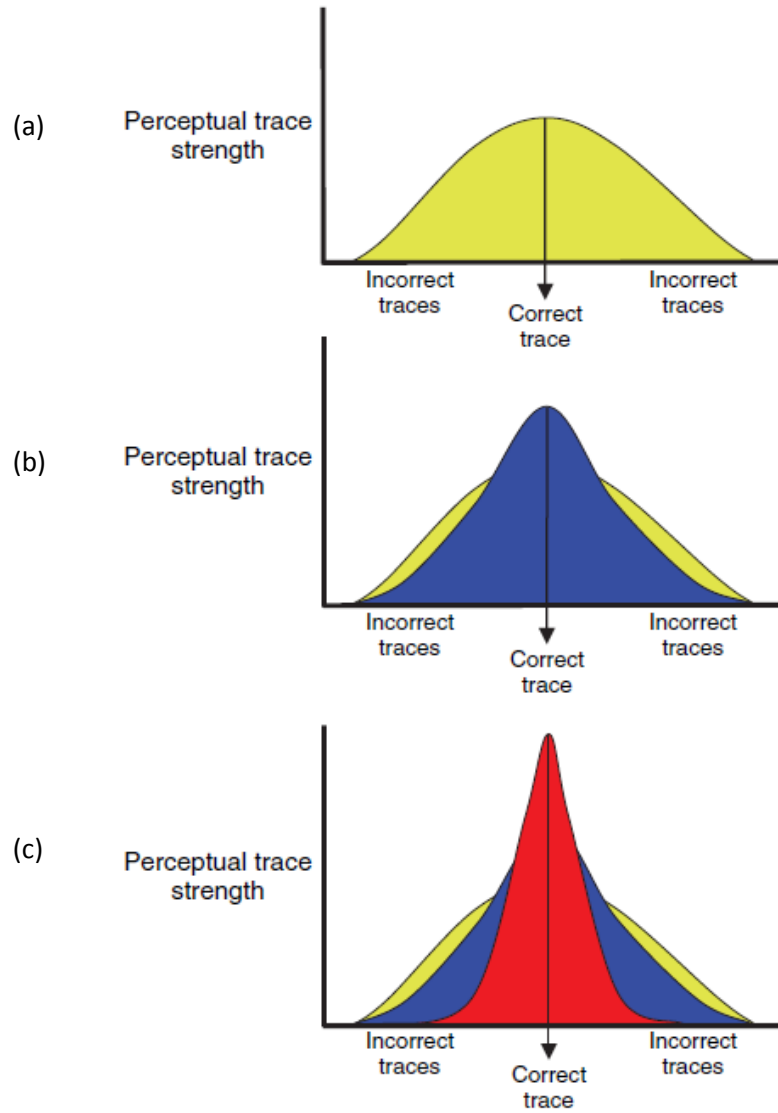 (a)
Perceptual trace
strength
Incorrect
traces
Correct
trace
Incorrect
traces
(b)
Perceptual trace
strength
Incorrect
traces
Correct
trace
Incorrect
traces
(c)
Perceptual trace
strength
Incorrect
traces
Correct
trace
Incorrect
traces